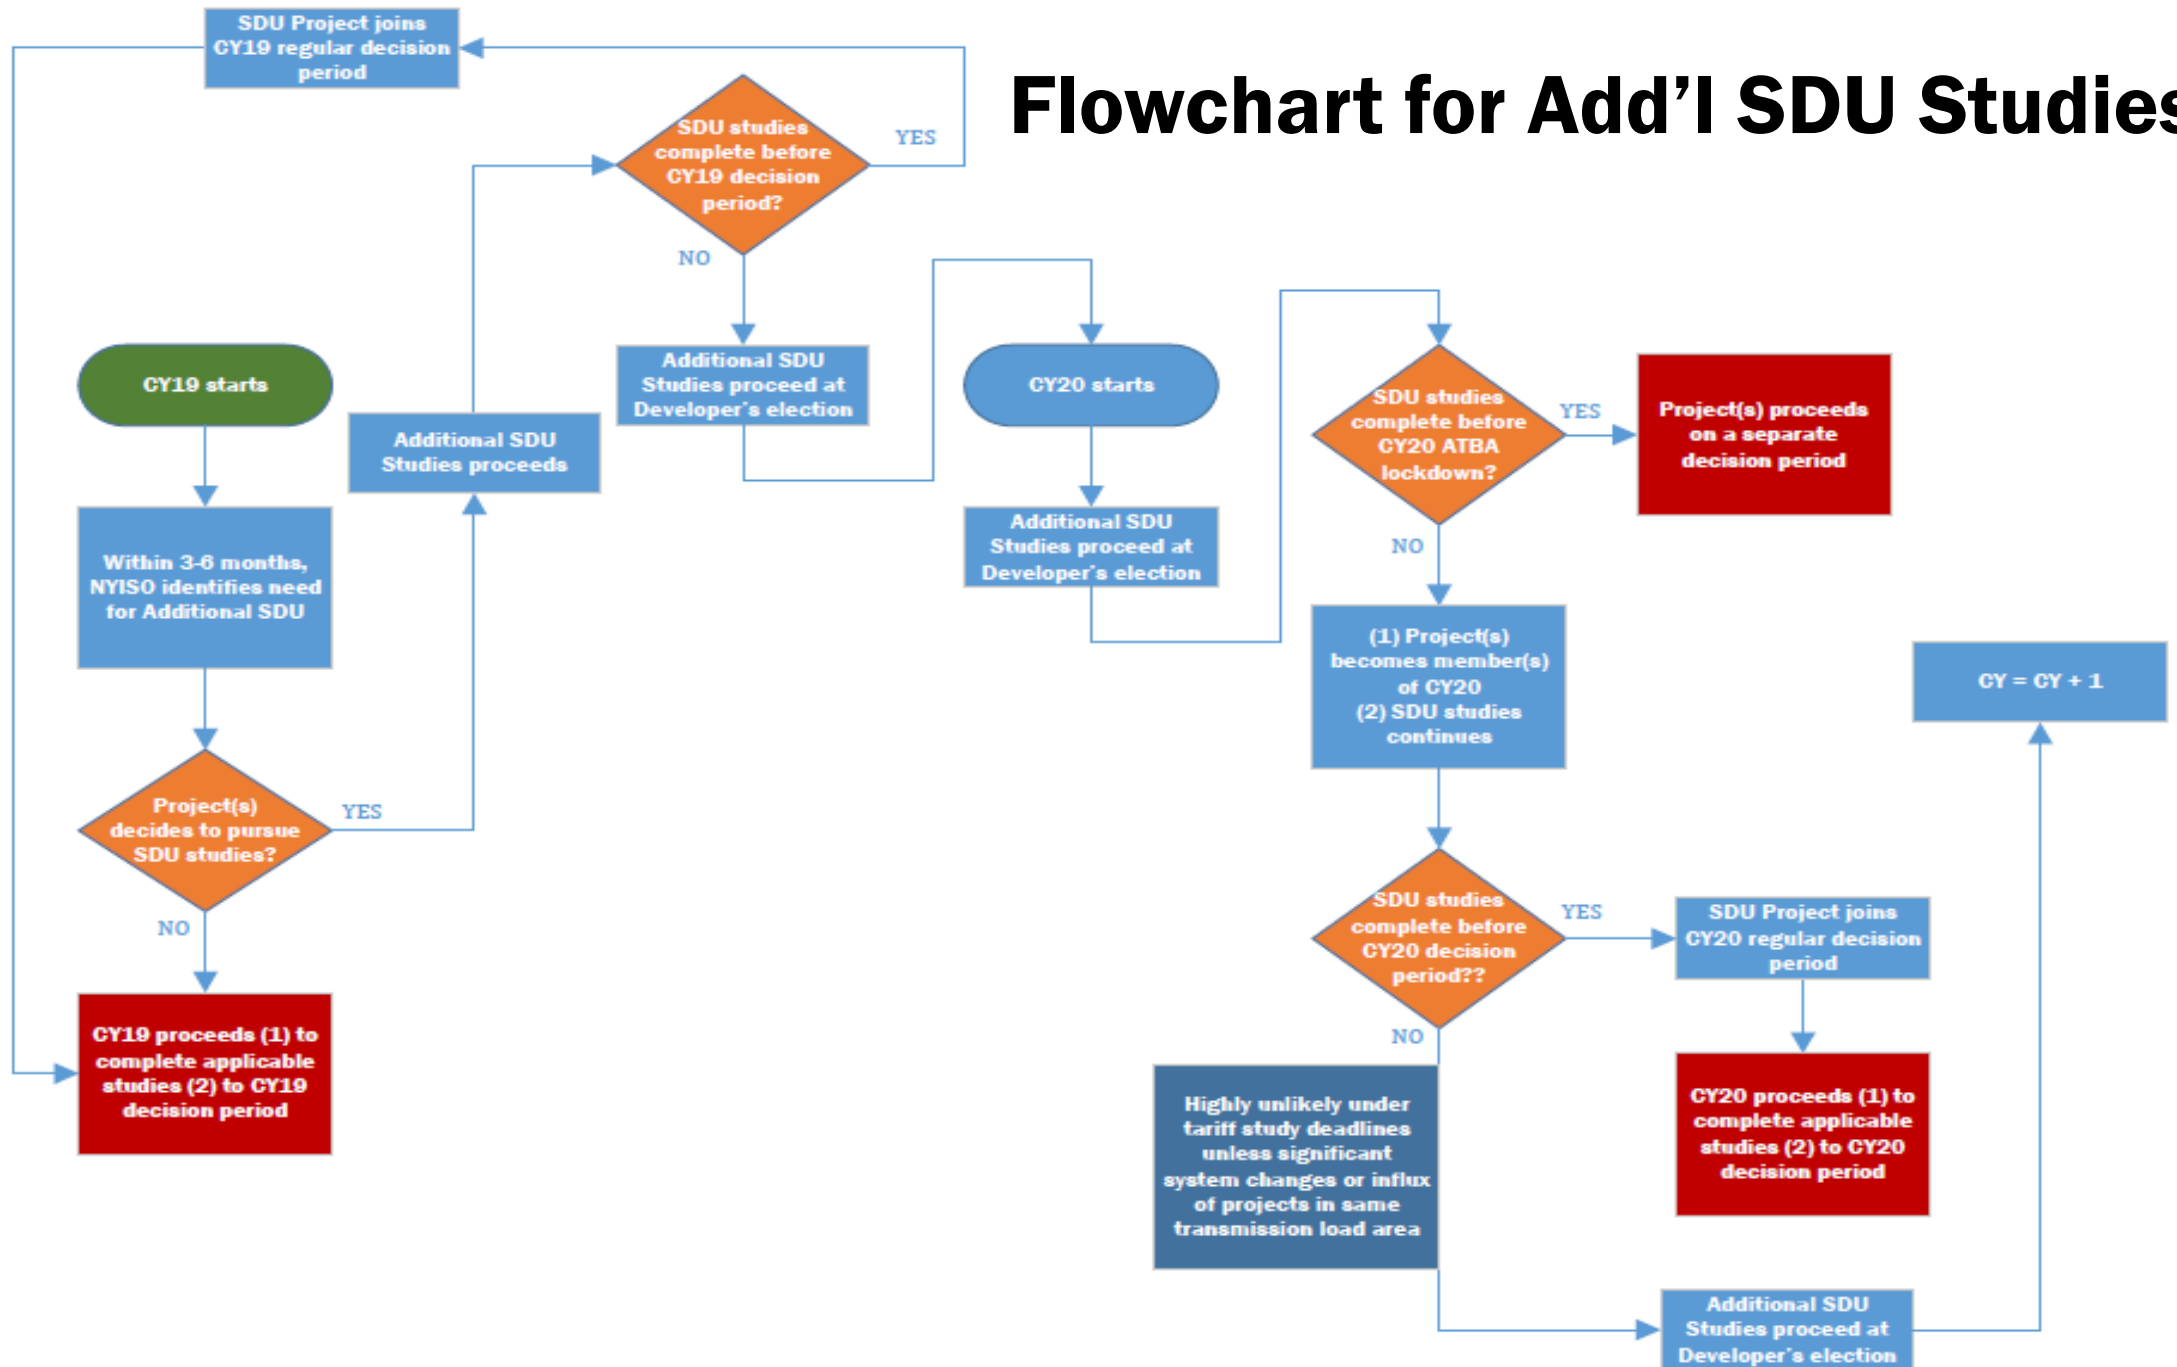 SDU Project joins
CY19 regular decision
period
Flowchart for Add’l SDU Studies
SDU studies
complete before
CY19 decision
period?
YES
NO
CY19 starts
Additional SDU
Studies proceeds
Additional SDU
Studies proceed at
Developer’s election
CY20 starts
SDU studies
complete before
CY20 ATBA
lockdown?
YES
Project(s) proceeds
on a separate
decision period
NO
Within 3-6 months,
NYISO identifies need
for Additional SDU
Additional SDU
Studies proceed at
Developer’s election
(1) Project(s)
becomes member(s)
of CY20
(2) SDU studies
continues
CY = CY + 1
Project(s)
decides to pursue
SDU studies?
YES
NO
SDU studies
complete before
CY20 decision
period??
YES
SDU Project joins
CY20 regular decision
period
NO
CY19 proceeds (1) to
complete applicable
studies (2) to CY19
decision period
Highly unlikely under
tariff study deadlines
unless significant
system changes or influx
of projects in same
transmission load area
CY20 proceeds (1) to
complete applicable
studies (2) to CY20
decision period
Additional SDU
Studies proceed at
Developer’s election